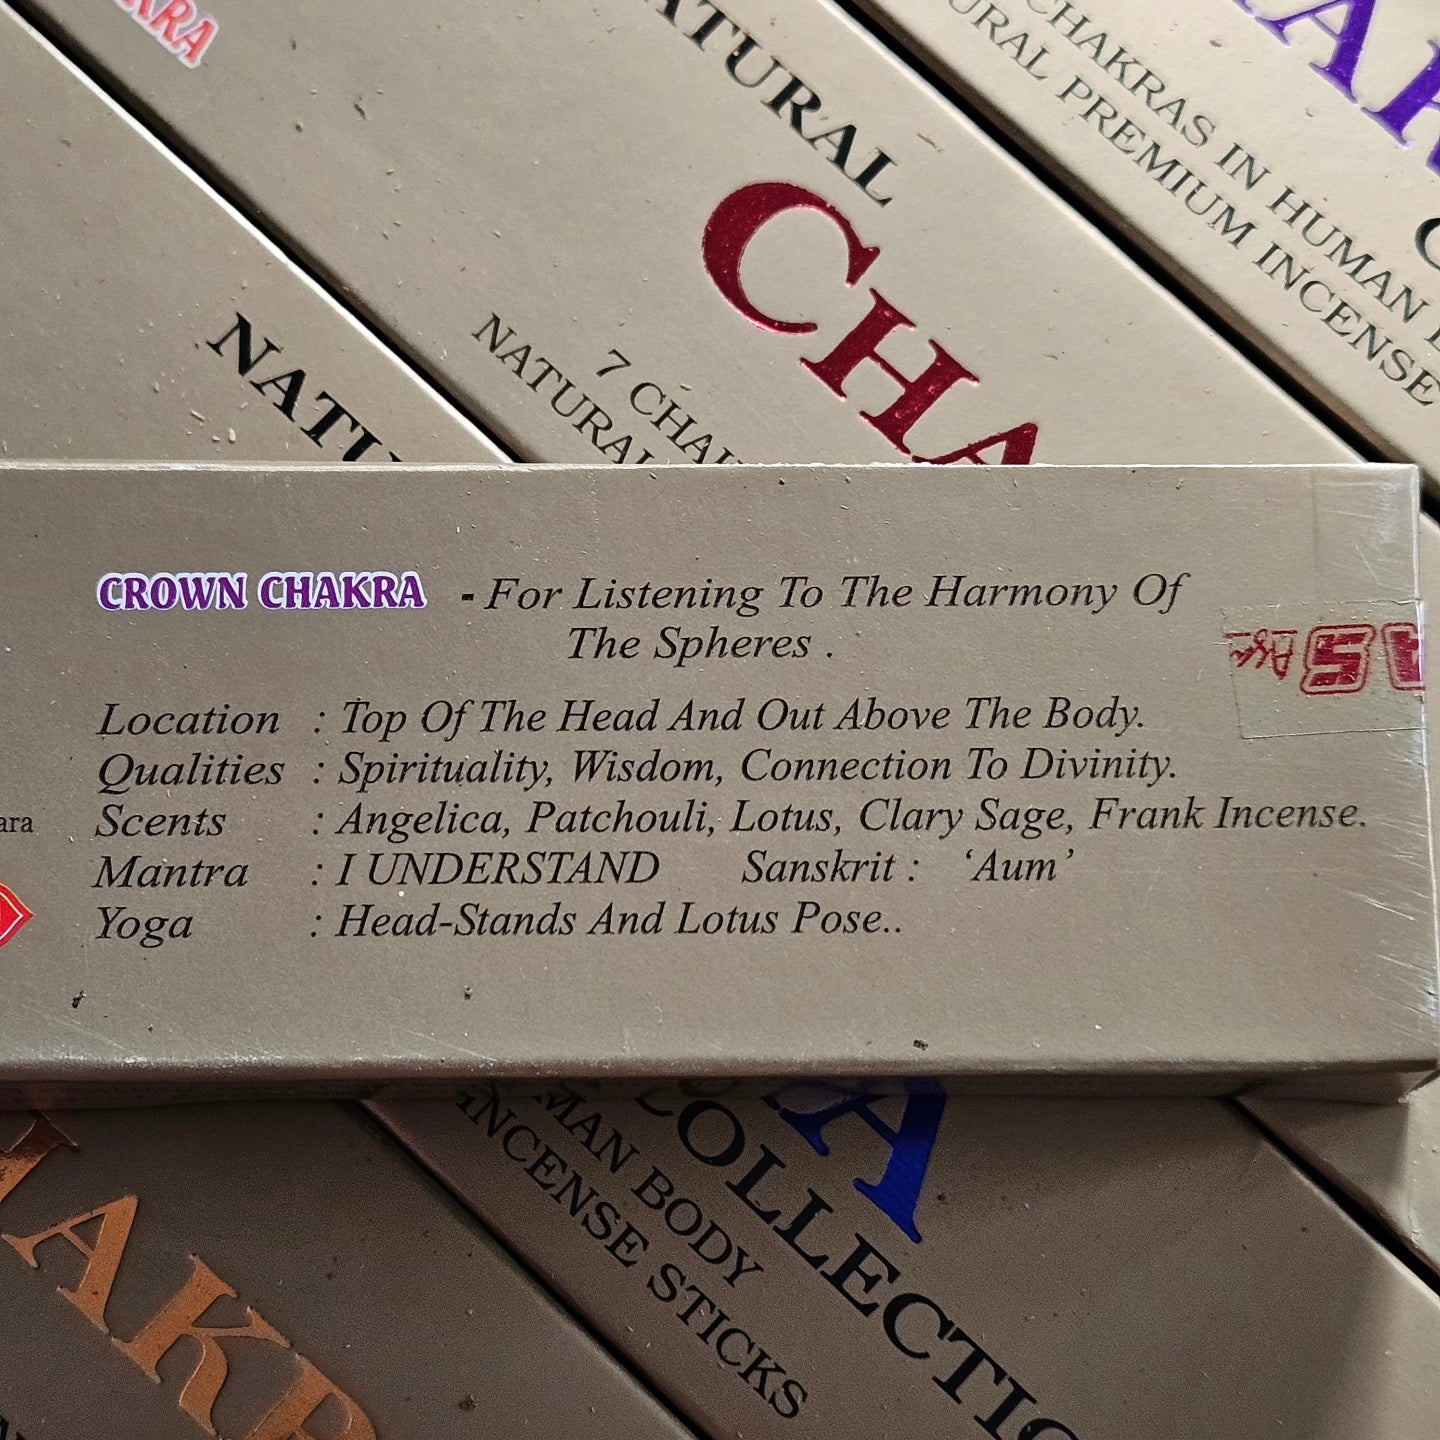 NATURAL
CHAKRAS IN HUMAN
URAL PREMIUM INCENSE
CHA
7 CHAK
NATURAL
NATU
CROWN CHAKRA - For Listening To The Harmony Of
The Spheres .
Location : Top Of The Head And Out Above The Body.
Qualities : Spirituality, Wisdom, Connection To Divinity.
Scents : Angelica, Patchouli, Lotus, Clary Sage, Frank Incense.
Mantra : I UNDERSTAND Sanskrit : ‘Aum’
Yoga : Head-Stands And Lotus Pose..
COLLECTIO
MAN BODY
INCENSE STICKS
AKR